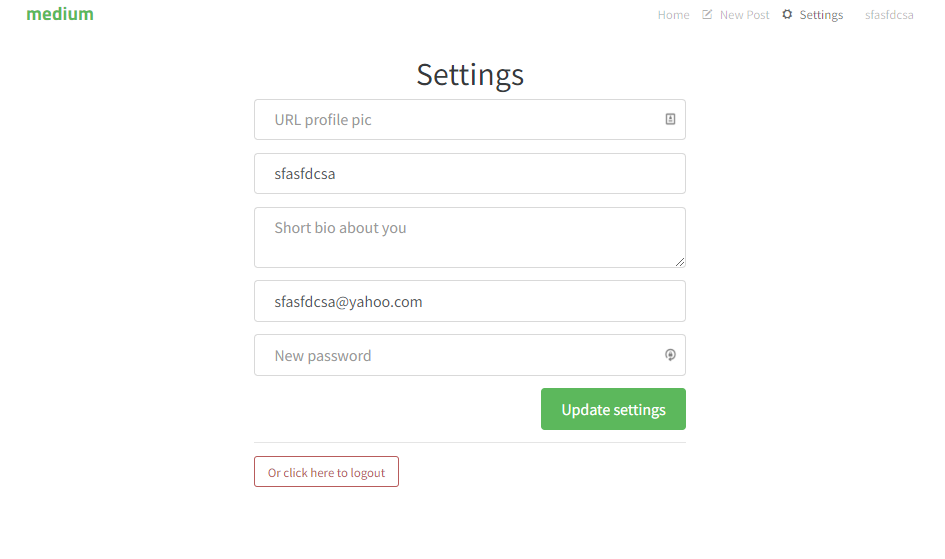 medium
Home New Post Settings sfasfdcsa
Settings
URL profile pic
sfasfdcsa
Short bio about you
sfasfdcsa@yahoo.com
New password
Update settings
Or click here to logout